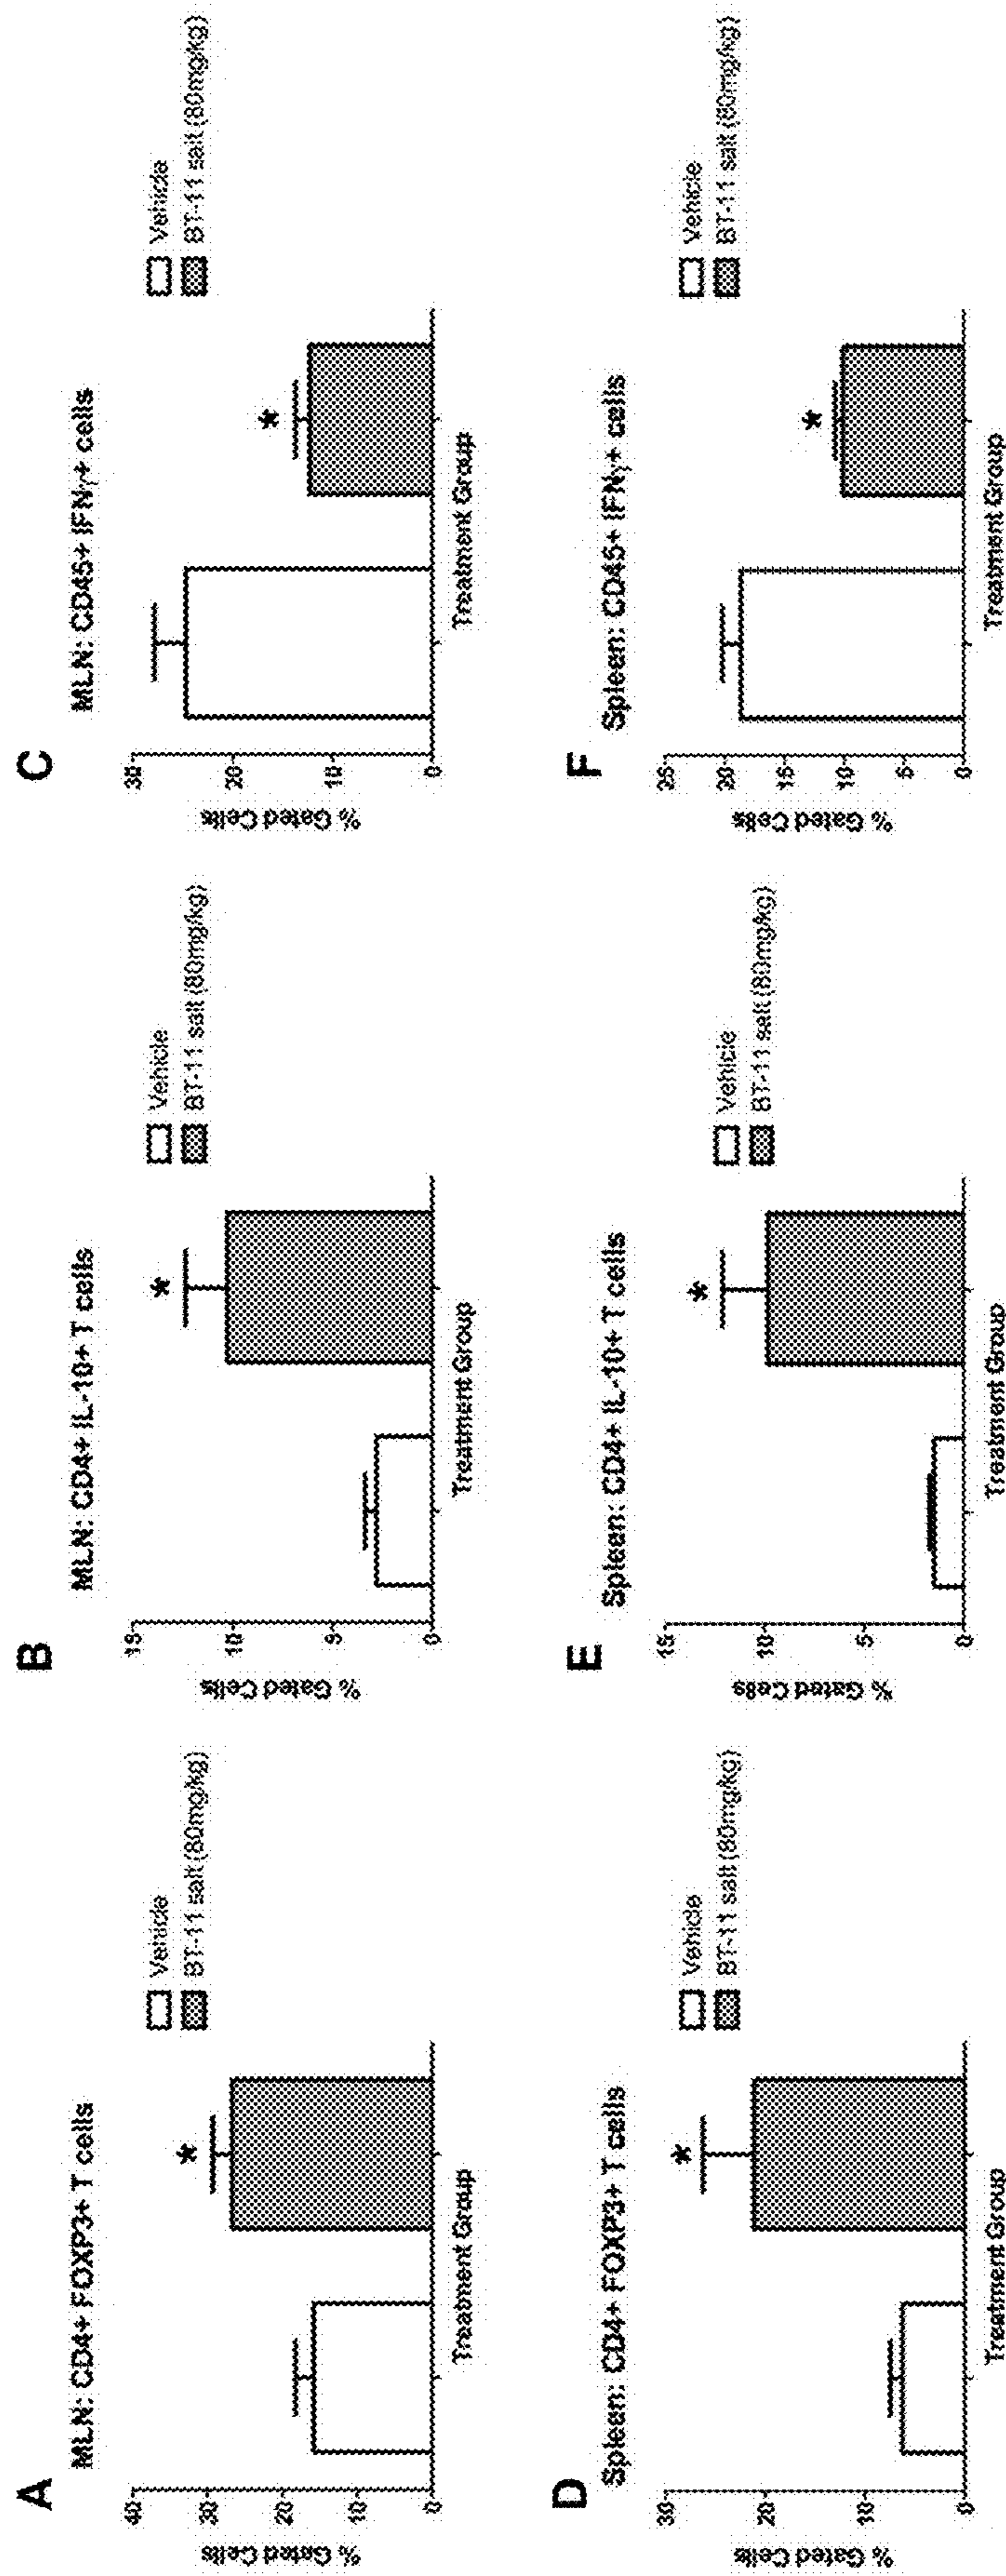 A
MLN: CD4+ FOXP3+ T cells
% Gated Cells
40
30
20
10
0
Treatment Group
*
Vehicle
BT-11 salt (80mg/kg)
B
MLN: CD4+ IL-10+ T cells
% Gated Cells
15
10
5
0
Treatment Group
*
Vehicle
BT-11 salt (80mg/kg)
C
MLN: CD45+ IFNγ+ cells
% Gated Cells
30
20
10
0
Treatment Group
*
Vehicle
BT-11 salt (80mg/kg)
D
Spleen: CD4+ FOXP3+ T cells
% Gated Cells
30
20
10
0
Treatment Group
*
Vehicle
BT-11 salt (80mg/kg)
E
Spleen: CD4+ IL-10+ T cells
% Gated Cells
15
10
5
0
Treatment Group
*
Vehicle
BT-11 salt (80mg/kg)
F
Spleen: CD45+ IFNγ+ cells
% Gated Cells
25
20
15
10
5
0
Treatment Group
*
Vehicle
BT-11 salt (80mg/kg)